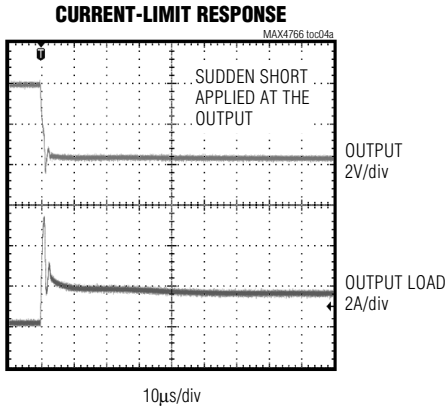 CURRENT-LIMIT RESPONSE
MAX4766 toc04a
T
SUDDEN SHORT
APPLIED AT THE
OUTPUT
OUTPUT
2V/div
OUTPUT LOAD
2A/div
10μs/div